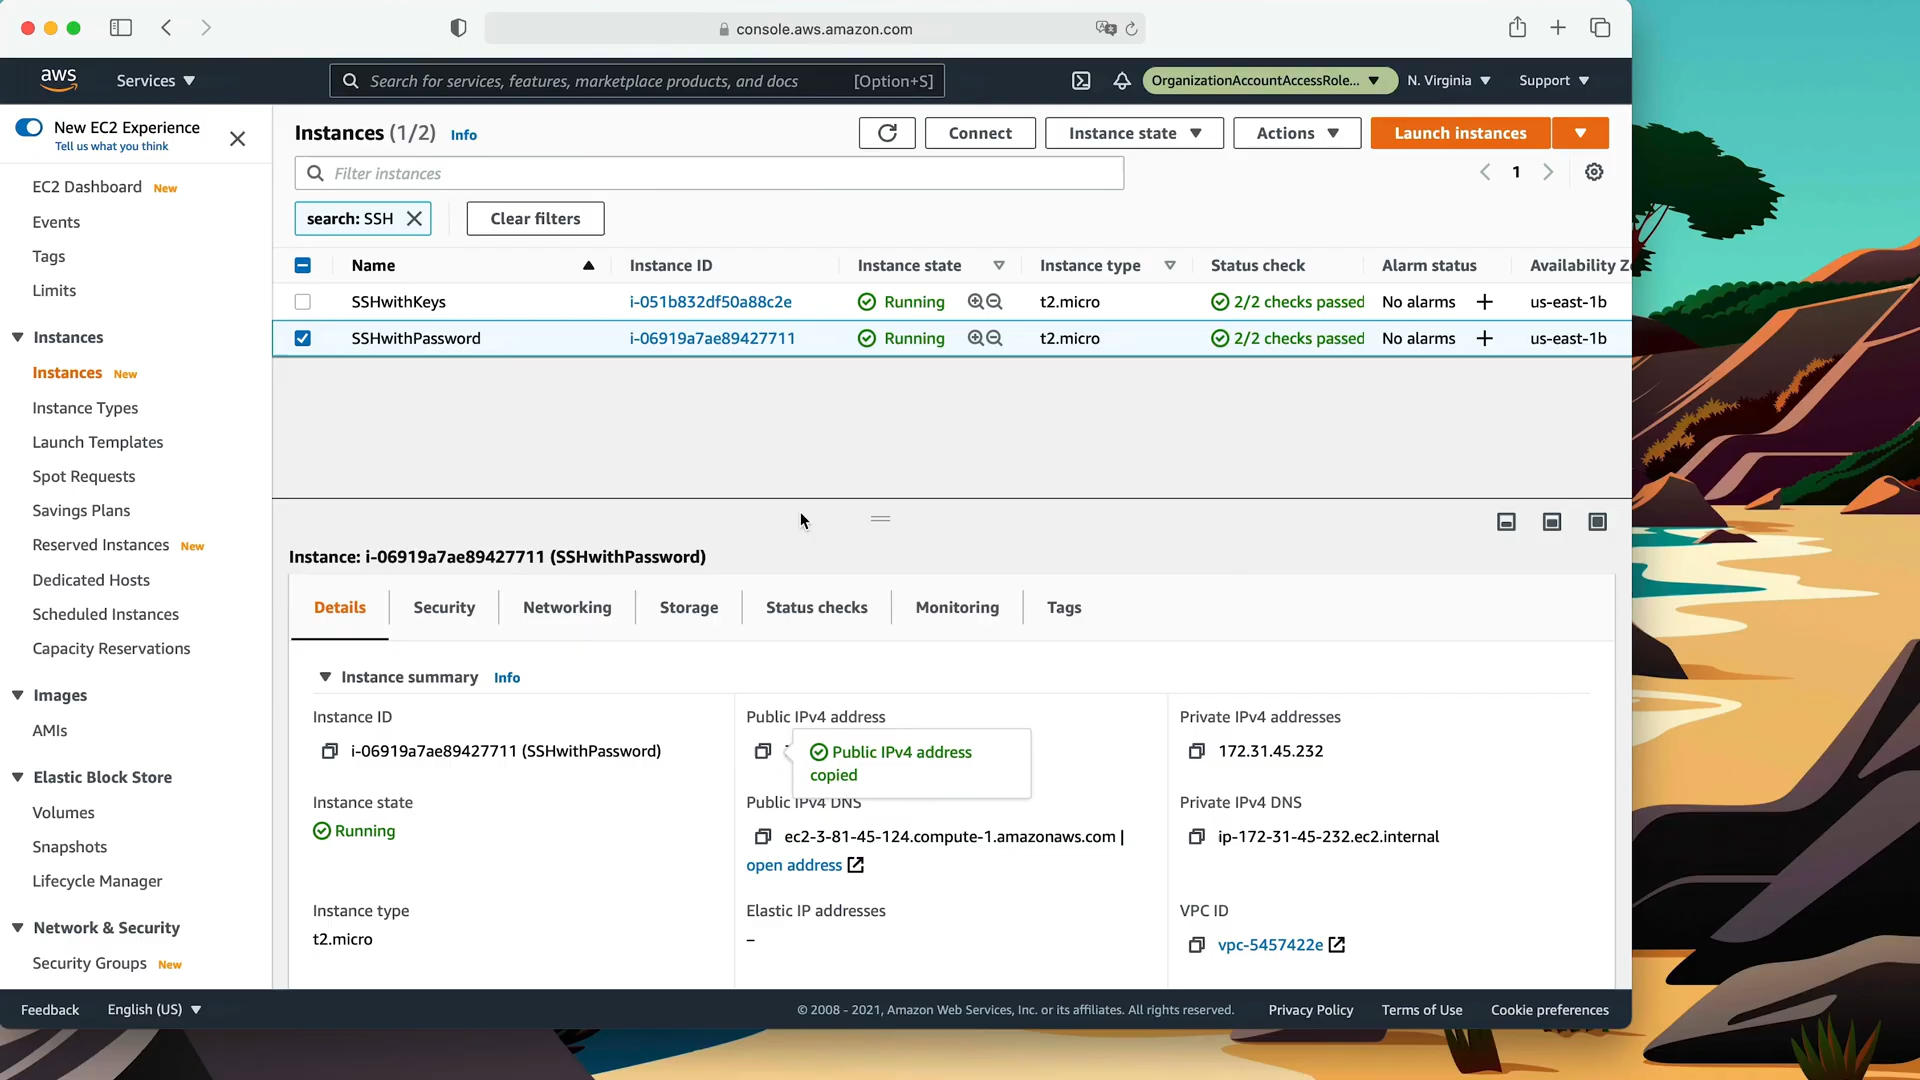 console.aws.amazon.com
aws
Services
Search for services, features, marketplace products, and docs [Option+S]
OrganizationAccountAccessRole...
N. Virginia
Support
New EC2 Experience
Tell us what you think
EC2 Dashboard New
Events
Tags
Limits
Instances
Instances New
Instance Types
Launch Templates
Spot Requests
Savings Plans
Reserved Instances New
Dedicated Hosts
Scheduled Instances
Capacity Reservations
Images
AMIs
Elastic Block Store
Volumes
Snapshots
Lifecycle Manager
Network & Security
Security Groups New
Instances (1/2) Info
Connect
Instance state
Actions
Launch instances
Filter instances
1
search: SSH
Clear filters
Name Instance ID Instance state Instance type Status check Alarm status Availability Z
SSHwithKeys i-051b832df50a88c2e Running t2.micro 2/2 checks passed No alarms + us-east-1b
SSHwithPassword i-06919a7ae89427711 Running t2.micro 2/2 checks passed No alarms + us-east-1b
Instance: i-06919a7ae89427711 (SSHwithPassword)
Details Security Networking Storage Status checks Monitoring Tags
Instance summary Info
Instance ID
i-06919a7ae89427711 (SSHwithPassword)
Public IPv4 address
Public IPv4 address
copied
Private IPv4 addresses
172.31.45.232
Instance state
Running
Public IPv4 DNS
ec2-3-81-45-124.compute-1.amazonaws.com |
open address
Private IPv4 DNS
ip-172-31-45-232.ec2.internal
Instance type
t2.micro
Elastic IP addresses
–
VPC ID
vpc-5457422e
Feedback
English (US)
© 2008 - 2021, Amazon Web Services, Inc. or its affiliates. All rights reserved.
Privacy Policy
Terms of Use
Cookie preferences